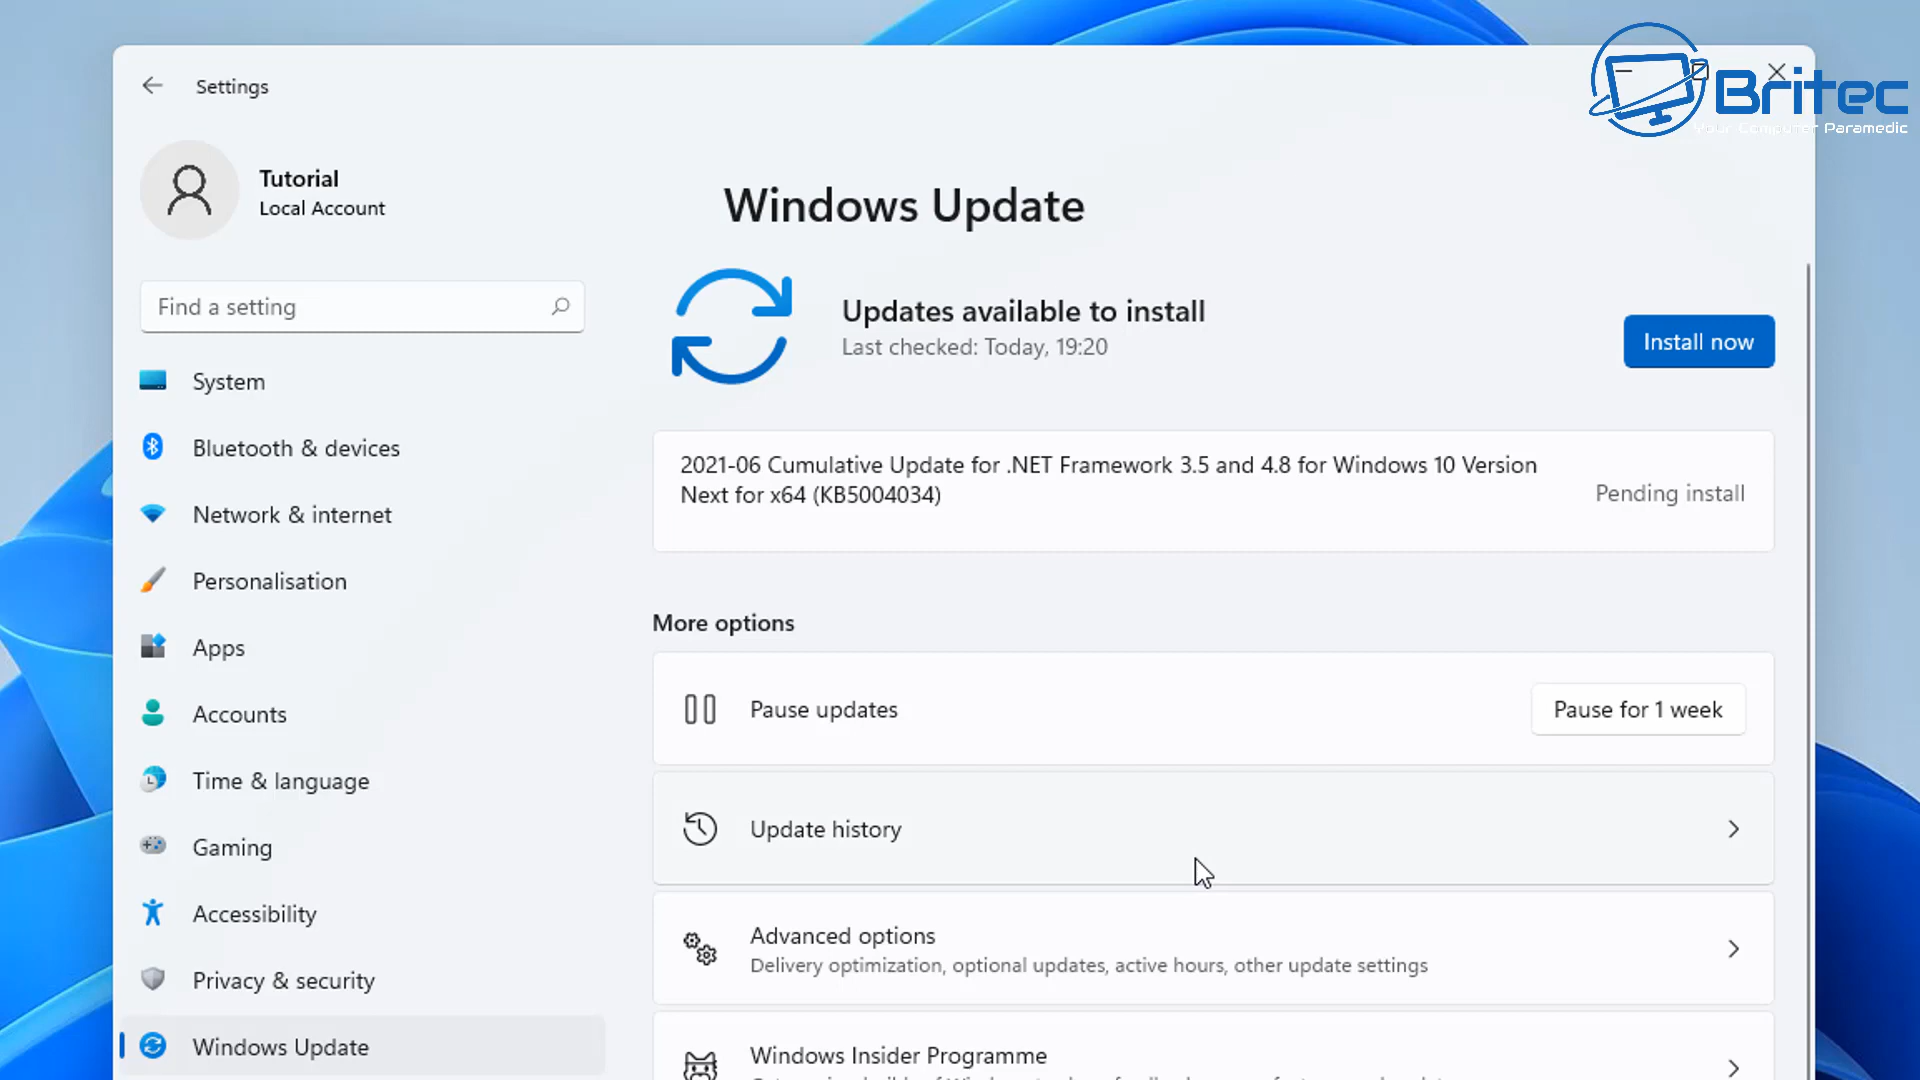 Settings
Britec
Your Computer Paramedic
Tutorial
Local Account
Find a setting
System
Bluetooth & devices
Network & internet
Personalisation
Apps
Accounts
Time & language
Gaming
Accessibility
Privacy & security
Windows Update
Windows Update
Updates available to install
Last checked: Today, 19:20
Install now
2021-06 Cumulative Update for .NET Framework 3.5 and 4.8 for Windows 10 Version
Next for x64 (KB5004034)
Pending install
More options
Pause updates
Pause for 1 week
Update history
Advanced options
Delivery optimization, optional updates, active hours, other update settings
Windows Insider Programme